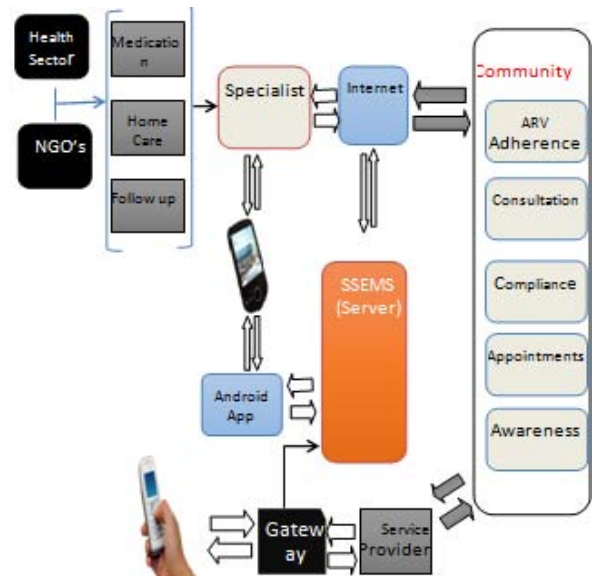 Health
Sector
NGO's
Medicatio
n
Home
Care
Follow up
Specialist
Internet
Community
ARV
Adherence
Consultation
Compliance
Appointments
Awareness
SSEMS
(Server)
Android
App
Gatew
ay
Service
Provider